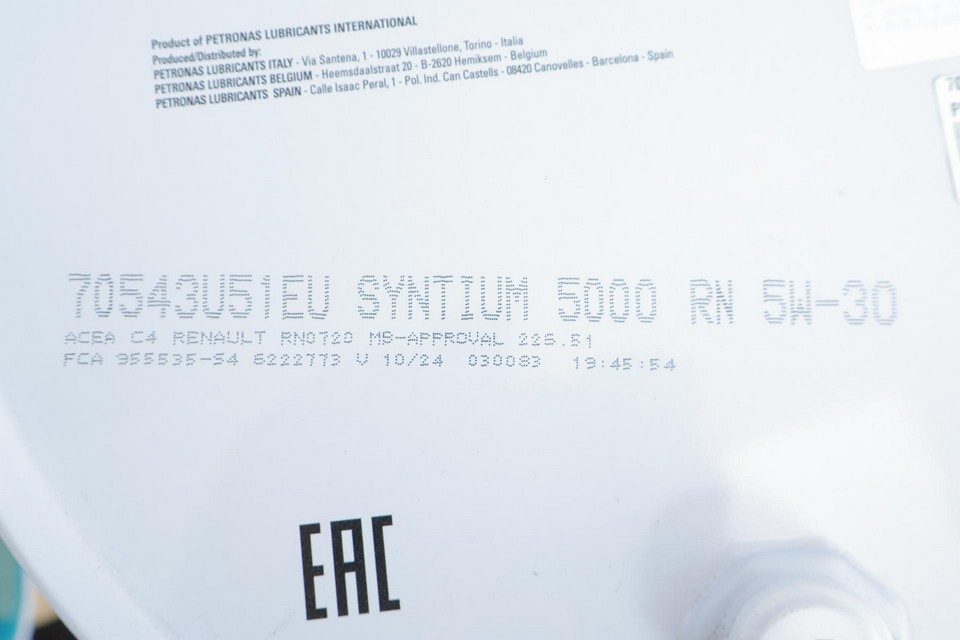 Product of PETRONAS LUBRICANTS INTERNATIONAL
Produced/Distributed by:
PETRONAS LUBRICANTS ITALY - Via Santena, 1 - 10029 Villastellone, Torino - Italia
PETRONAS LUBRICANTS BELGIUM - Heemsdaalstraat 20 - B-2620 Hemiksem - Belgium
PETRONAS LUBRICANTS SPAIN - Calle Isaac Peral, 1 - Pol. Ind. Can Castells - 08420 Canovelles - Barcelona - Spain
70543U51EU SYNTIUM 5000 RN 5W-30
ACEA C4 RENAULT RN0720 MB-APPROVAL 226.51
FCA 955535-S4 6222773 V 10/24 030083 19:45:54
EAC